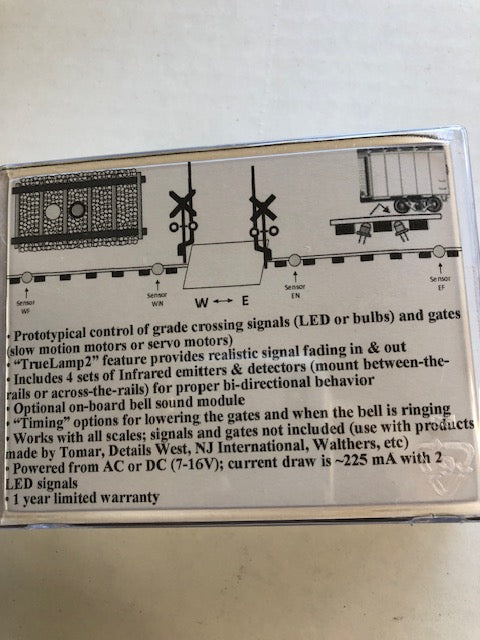 Sensor
WF
Sensor
WN
W ←→ E
Sensor
EN
Sensor
EF
• Prototypical control of grade crossing signals (LED or bulbs) and gates
(slow motion motors or servo motors)
• "TrueLamp2" feature provides realistic signal fading in & out
• Includes 4 sets of Infrared emitters & detectors (mount between-the-
rails or across-the-rails) for proper bi-directional behavior
• Optional on-board bell sound module
• "Timing" options for lowering the gates and when the bell is ringing
• Works with all scales; signals and gates not included (use with products
made by Tomar, Details West, NJ International, Walthers, etc)
• Powered from AC or DC (7-16V); current draw is ~225 mA with 2
LED signals
• 1 year limited warranty